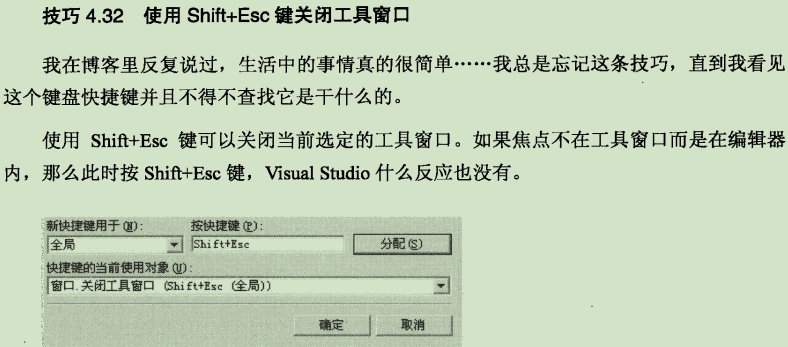 技巧 4.32 使用 Shift+Esc 键关闭工具窗口
我在博客里反复说过，生活中的事情真的很简单……我总是忘记这条技巧，直到我看见
这个键盘快捷键并且不得不查找它是干什么的。
使用 Shift+Esc 键可以关闭当前选定的工具窗口。如果焦点不在工具窗口而是在编辑器
内，那么此时按 Shift+Esc 键，Visual Studio 什么反应也没有。
新快捷键用于(N): 按快捷键(P):
全局 Shift+Esc 分配(S)
快捷键的当前使用对象(U):
窗口.关闭工具窗口 (Shift+Esc (全局))
确定 取消